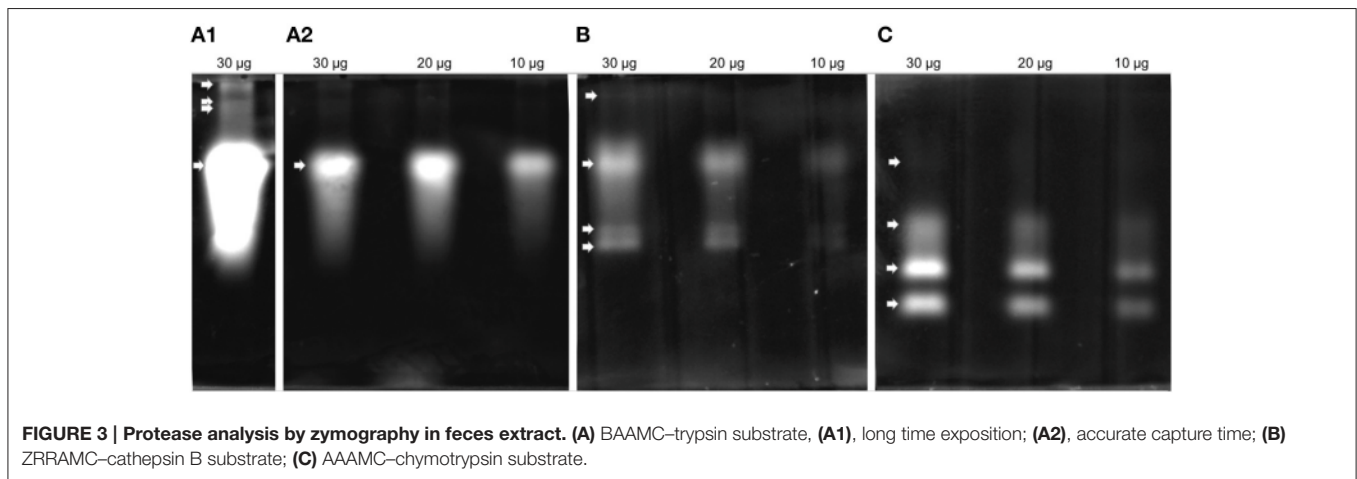 A1 A2 B C
30 µg 30 µg 20 µg 10 µg 30 µg 20 µg 10 µg 30 µg 20 µg 10 µg
FIGURE 3 | Protease analysis by zymography in feces extract. (A) BAAMC–trypsin substrate, (A1), long time exposition; (A2), accurate capture time; (B)
ZRRAMC–cathepsin B substrate; (C) AAAMC–chymotrypsin substrate.